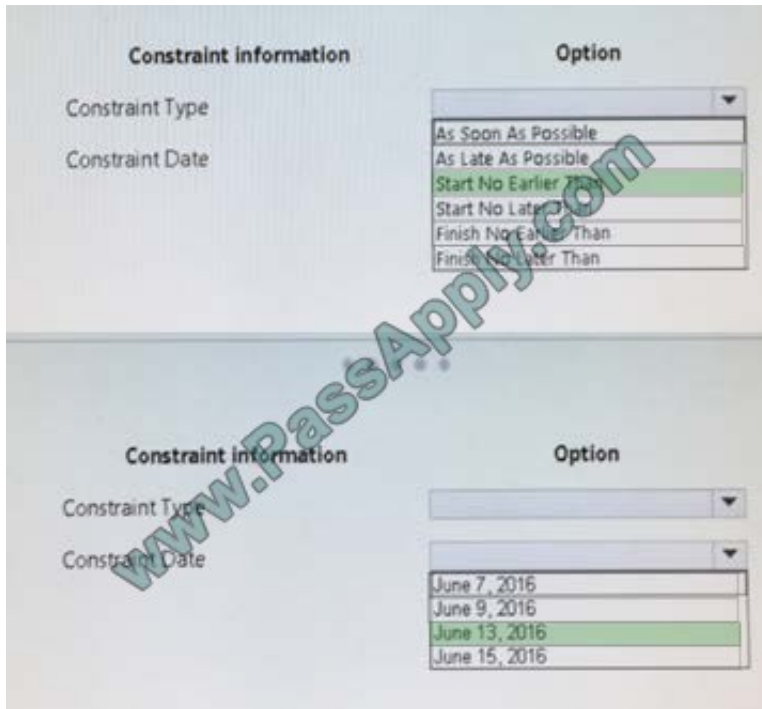 Constraint information Option
Constraint Type
As Soon As Possible
Constraint Date
As Late As Possible
Start No Earlier Than
Start No Later Than
Finish No Earlier Than
Finish No Later Than
www.PassApply.com
Constraint information Option
Constraint Type
Constraint Date
June 7, 2016
June 9, 2016
June 13, 2016
June 15, 2016